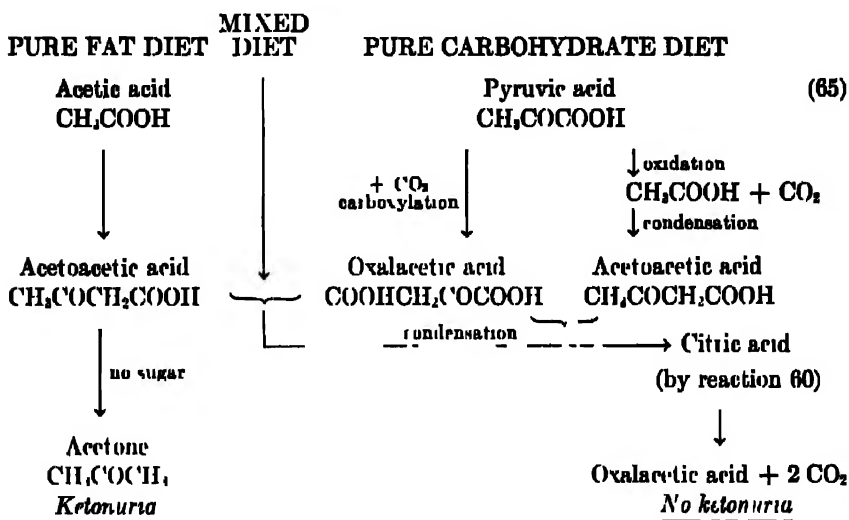 MIXED
PURE FAT DIET DIET PURE CARBOHYDRATE DIET
Acetic acid Pyruvic acid (65)
CH₃COOH CH₃COCOOH
+ CO₂ ↓oxidation
carboxylation CH₃COOH + CO₂
↓condensation
Acetoacetic acid Oxalacetic acid Acetoacetic acid
CH₃COCH₂COOH COOHCH₂COCOOH CH₃COCH₂COOH
condensation → Citric acid
no sugar (by reaction 60)
Acetone
CH₃COCH₃ Oxalacetic acid + 2 CO₂
Ketonuria No ketonuria